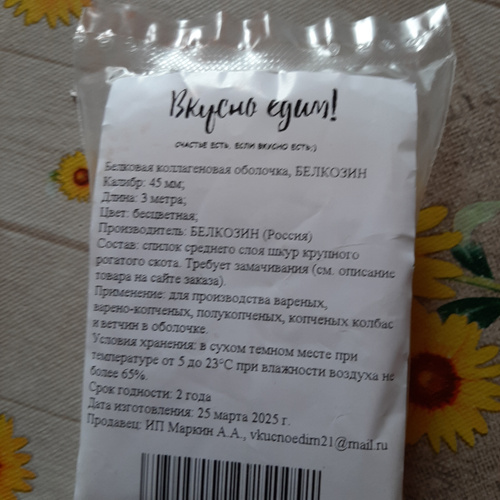 Вкусно едим!
СЧАСТЬЕ ЕСТЬ, ЕСЛИ ВКУСНО ЕСТЬ;)
Белковая коллагеновая оболочка, БЕЛКОЗИН
Калибр: 45 мм;
Длина: 3 метра;
Цвет: бесцветная;
Производитель: БЕЛКОЗИН (Россия)
Состав: спилок среднего слоя шкур крупного
рогатого скота. Требует замачивания (см. описание
товара на сайте заказа).
Применение: для производства вареных,
варено-копченых, полукопченых, копченых колбас
и ветчин в оболочке.
Условия хранения: в сухом темном месте при
температуре от 5 до 23°С при влажности воздуха не
более 65%.
Срок годности: 2 года
Дата изготовления: 25 марта 2025 г.
Продавец: ИП Маркин А.А., vkucnoedim21@mail.ru